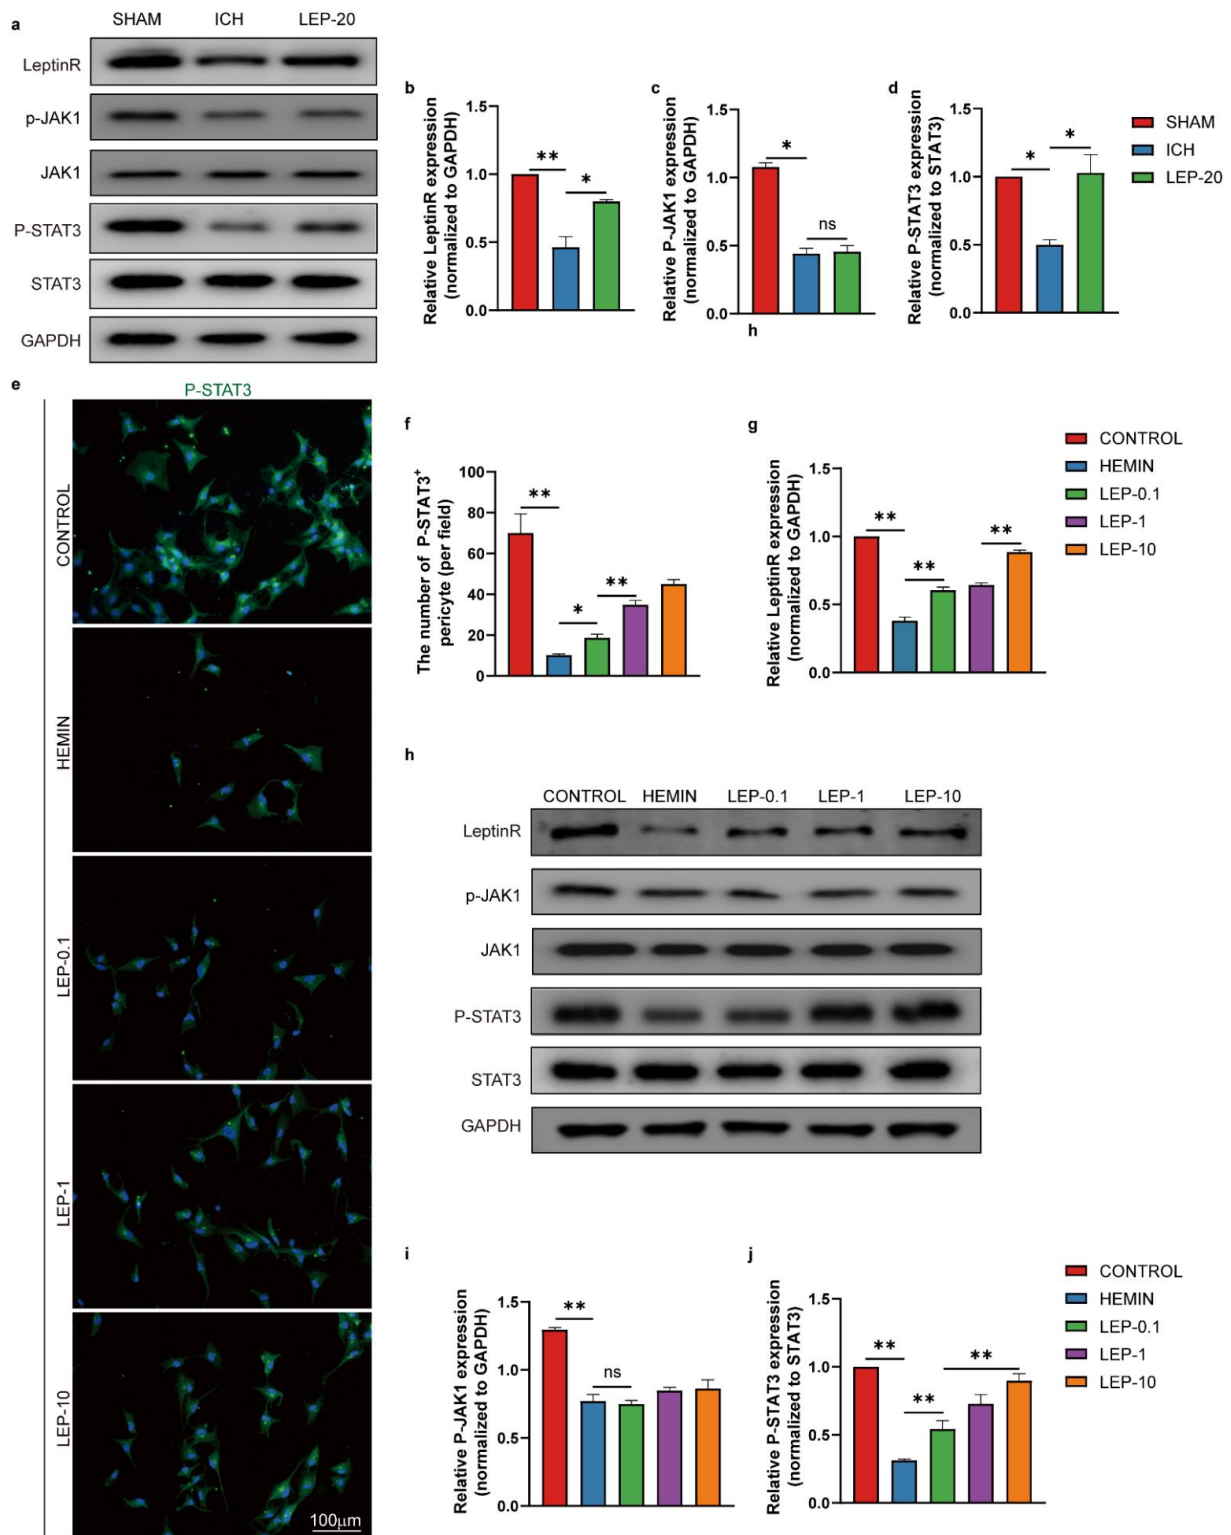 a
SHAM ICH LEP-20
LeptinR
p-JAK1
JAK1
P-STAT3
STAT3
GAPDH
b
Relative LeptinR expression
(normalized to GAPDH)
1.5
1.0
0.5
0.0
**
*
c
Relative P-JAK1 expression
(normalized to GAPDH)
1.5
1.0
0.5
0.0
*
ns
h
d
Relative P-STAT3 expression
(normalized to STAT3)
1.5
1.0
0.5
0.0
*
*
SHAM
ICH
LEP-20
e
P-STAT3
CONTROL
HEMIN
LEP-0.1
LEP-1
LEP-10
100μm
f
The number of P-STAT3+
pericyte (per field)
100
80
60
40
20
0
**
*
**
g
Relative LeptinR expression
(normalized to GAPDH)
1.5
1.0
0.5
0.0
**
**
**
CONTROL
HEMIN
LEP-0.1
LEP-1
LEP-10
h
CONTROL HEMIN LEP-0.1 LEP-1 LEP-10
LeptinR
p-JAK1
JAK1
P-STAT3
STAT3
GAPDH
i
Relative P-JAK1 expression
(normalized to GAPDH)
1.5
1.0
0.5
0.0
**
ns
j
Relative P-STAT3 expression
(normalized to STAT3)
1.5
1.0
0.5
0.0
**
**
**
CONTROL
HEMIN
LEP-0.1
LEP-1
LEP-10